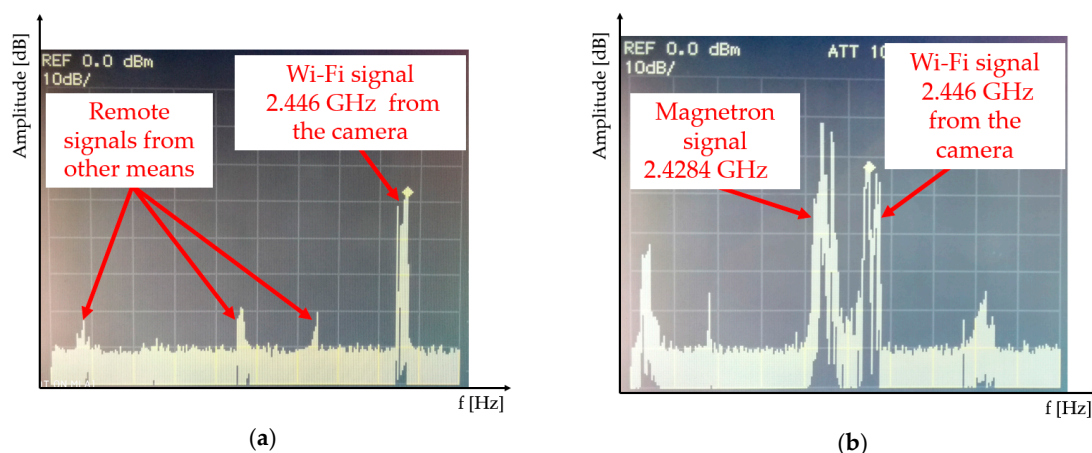 Amplitude [dB]
REF 0.0 dBm
10dB/
Remote
signals from
other means
Wi-Fi signal
2.446 GHz from
the camera
f [Hz]
(a)
Amplitude [dB]
REF 0.0 dBm
ATT 10
10dB/
Magnetron
signal
2.4284 GHz
Wi-Fi signal
2.446 GHz
from the
camera
f [Hz]
(b)